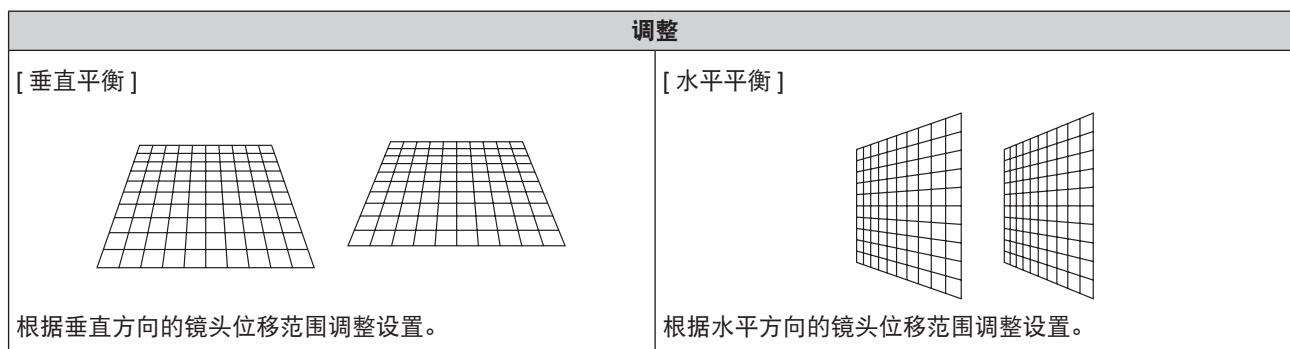 调整
[ 垂直平衡 ]
根据垂直方向的镜头位移范围调整设置。
[ 水平平衡 ]
根据水平方向的镜头位移范围调整设置。